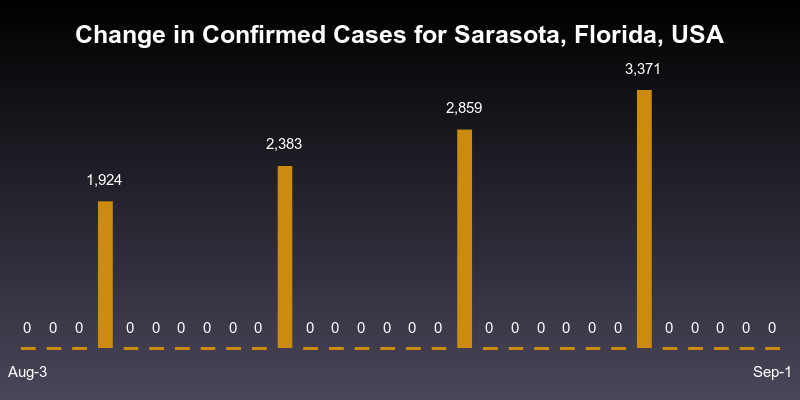 Change in Confirmed Cases for Sarasota, Florida, USA
3,371
2,859
2,383
1,924
0 0 0 0 0 0 0 0 0 0 0 0 0 0 0 0 0 0 0 0 0 0 0 0 0 0
Aug-3 Sep-1